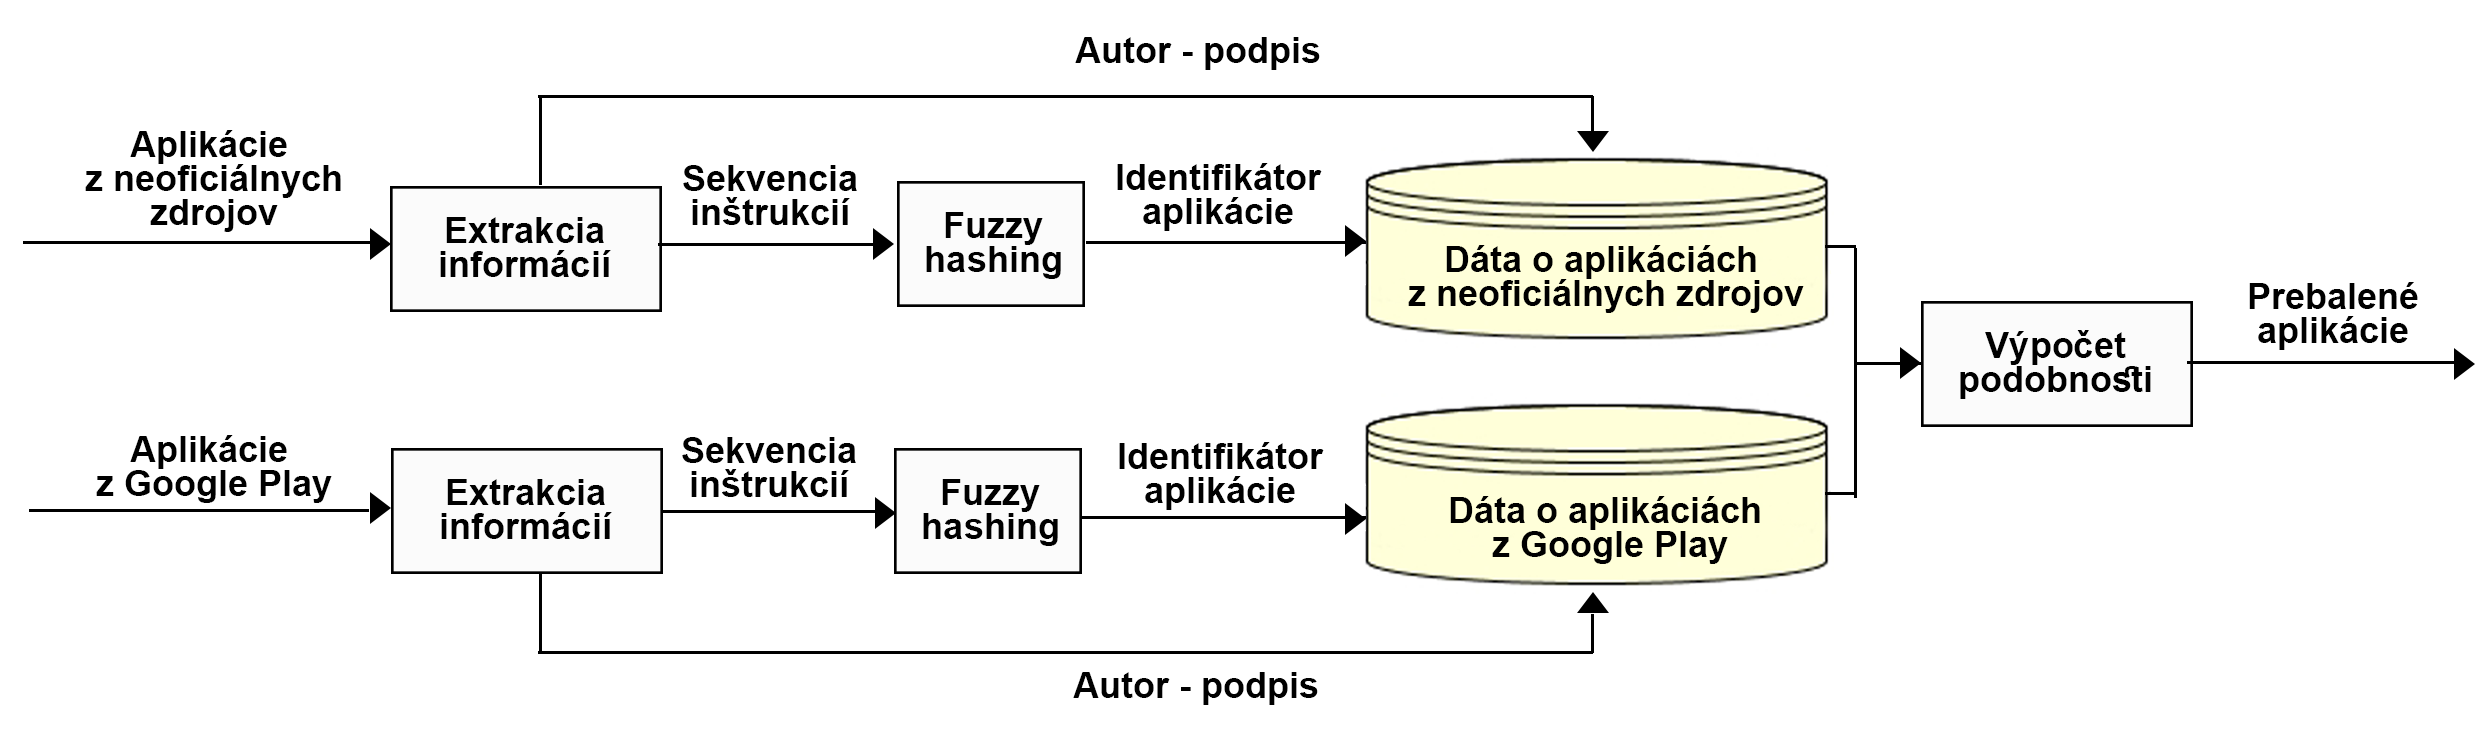 Autor - podpis
Aplikácie
z neoficiálnych
zdrojov
Extrakcia
informácií
Sekvencia
inštrukcií
Fuzzy
hashing
Identifikátor
aplikácie
Dáta o aplikáciách
z neoficiálnych zdrojov
Výpočet
podobnosti
Prebalené
aplikácie
Aplikácie
z Google Play
Extrakcia
informácií
Sekvencia
inštrukcií
Fuzzy
hashing
Identifikátor
aplikácie
Dáta o aplikáciách
z Google Play
Autor - podpis